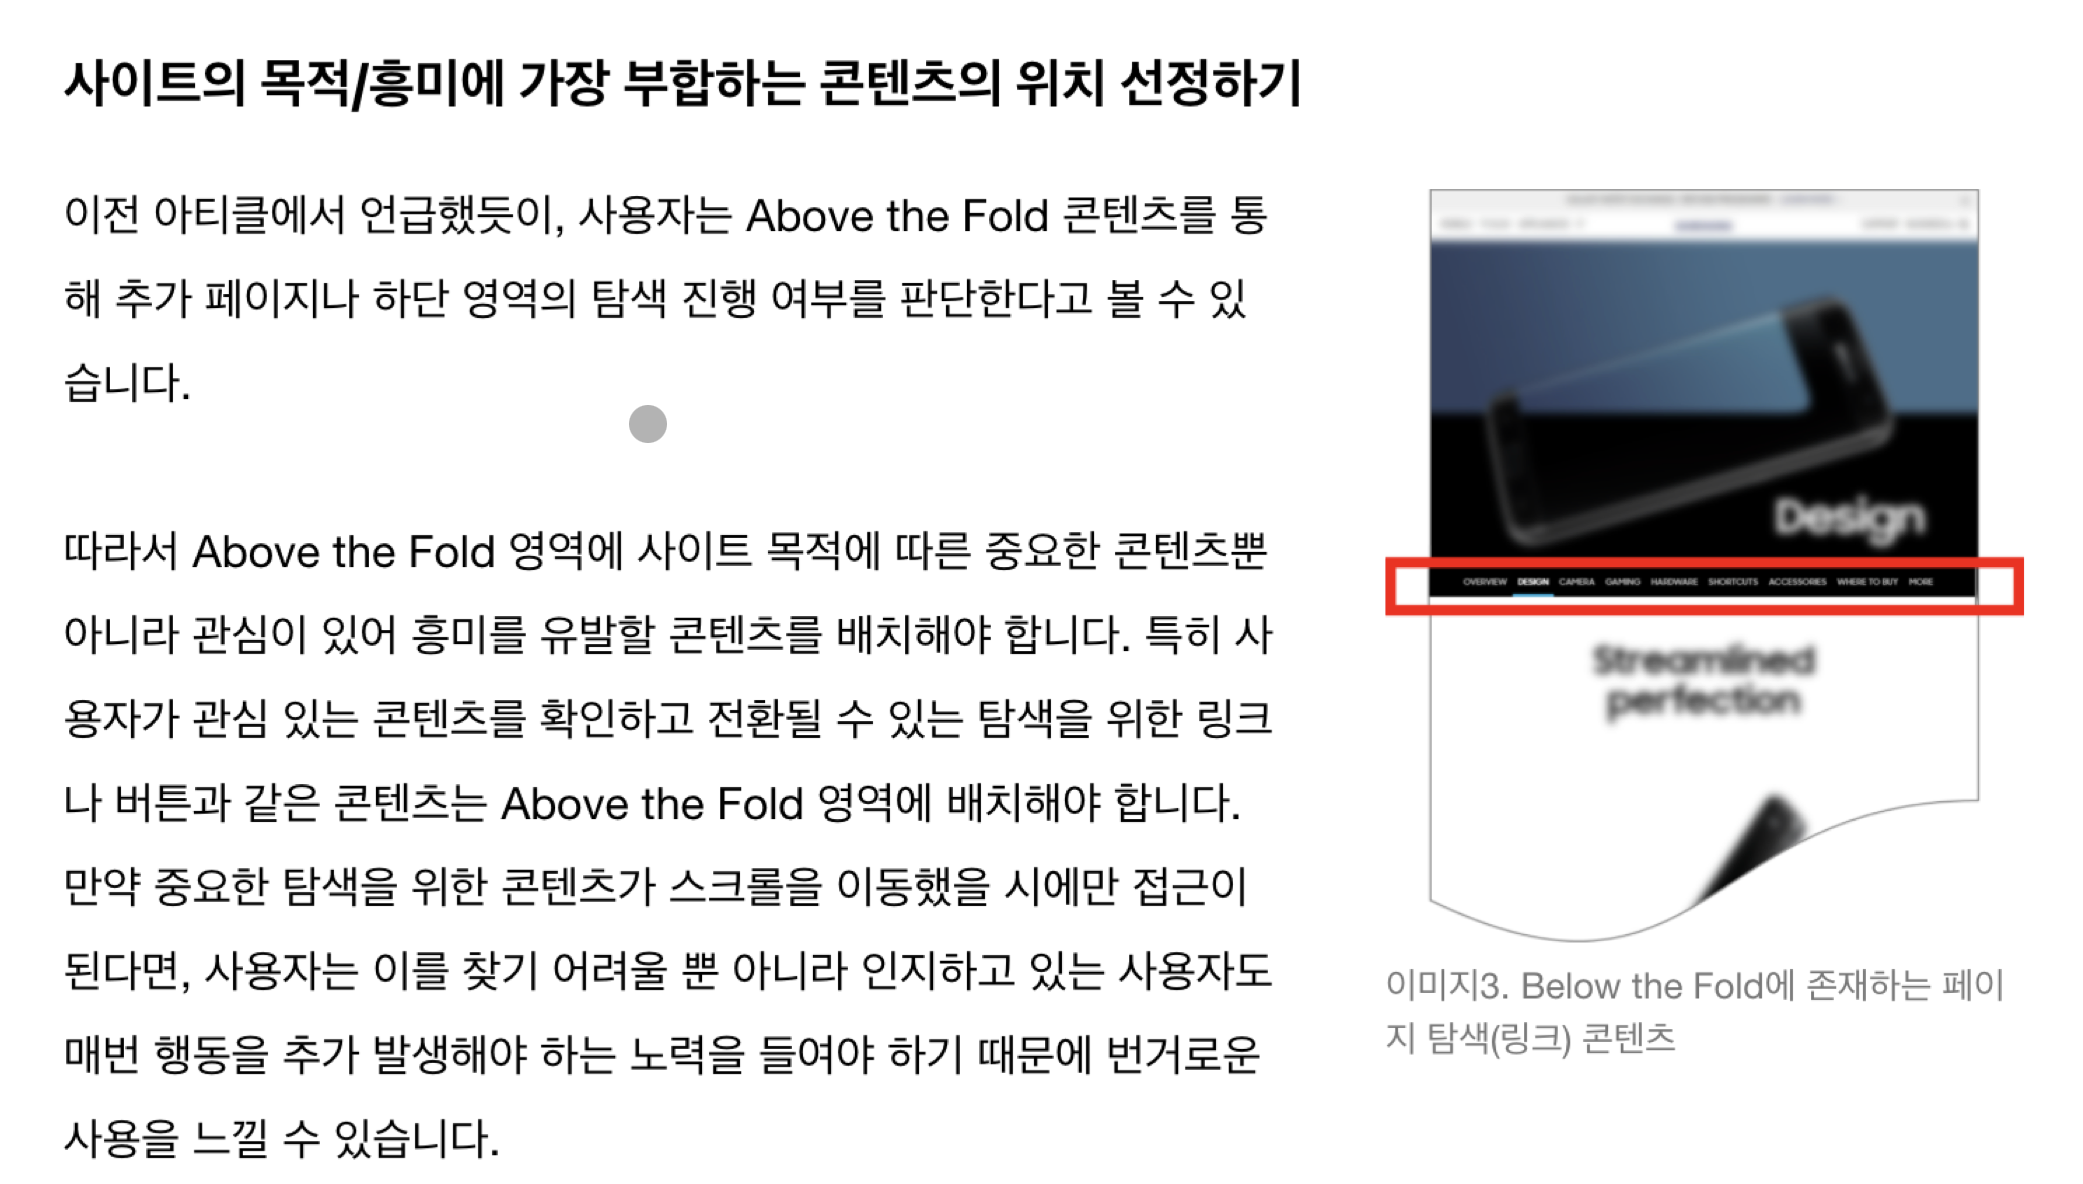 사이트의 목적/흥미에 가장 부합하는 콘텐츠의 위치 선정하기
이전 아티클에서 언급했듯이, 사용자는 Above the Fold 콘텐츠를 통
해 추가 페이지나 하단 영역의 탐색 진행 여부를 판단한다고 볼 수 있
습니다.
따라서 Above the Fold 영역에 사이트 목적에 따른 중요한 콘텐츠뿐
아니라 관심이 있어 흥미를 유발할 콘텐츠를 배치해야 합니다. 특히 사
용자가 관심 있는 콘텐츠를 확인하고 전환될 수 있는 탐색을 위한 링크
나 버튼과 같은 콘텐츠는 Above the Fold 영역에 배치해야 합니다.
만약 중요한 탐색을 위한 콘텐츠가 스크롤을 이동했을 시에만 접근이
된다면, 사용자는 이를 찾기 어려울 뿐 아니라 인지하고 있는 사용자도
매번 행동을 추가 발생해야 하는 노력을 들여야 하기 때문에 번거로운
사용을 느낄 수 있습니다.
Design
OVERVIEW DESIGN CAMERA GAMING HARDWARE SHORTCUTS ACCESSORIES WHERE TO BUY MORE
Streamlined
perfection
이미지3. Below the Fold에 존재하는 페이
지 탐색(링크) 콘텐츠